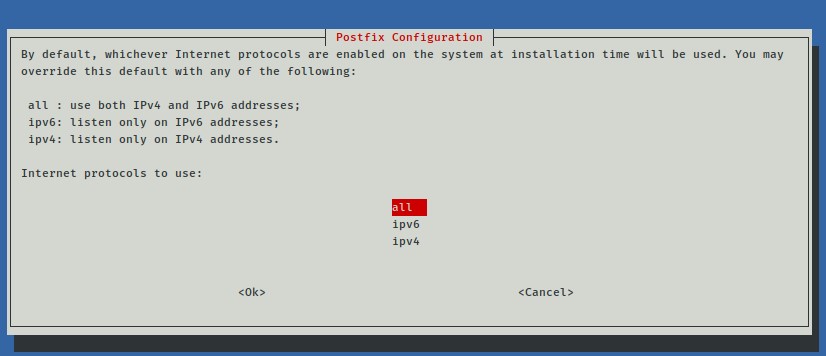 Postfix Configuration
By default, whichever Internet protocols are enabled on the system at installation time will be used. You may
override this default with any of the following:
all : use both IPv4 and IPv6 addresses;
ipv6: listen only on IPv6 addresses;
ipv4: listen only on IPv4 addresses.
Internet protocols to use:
all
ipv6
ipv4
<Ok> <Cancel>